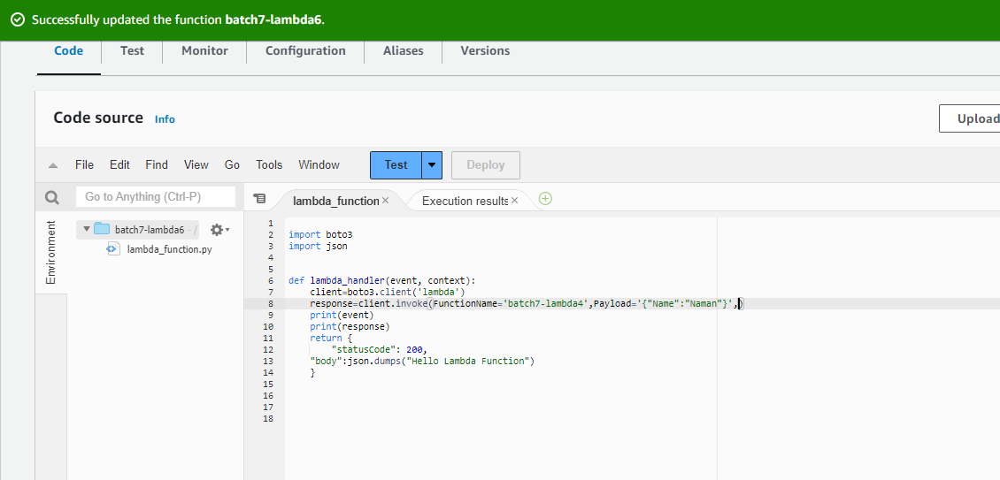 Successfully updated the function batch7-lambda6.
Code Test Monitor Configuration Aliases Versions
Code source Info
Upload
File Edit Find View Go Tools Window Test Deploy
Go to Anything (Ctrl-P)
lambda_function × Execution results ×
Environment
batch7-lambda6 - /
lambda_function.py
1
2 import boto3
3 import json
4
5
6 def lambda_handler(event, context):
7     client=boto3.client('lambda')
8     response=client.invoke(FunctionName='batch7-lambda4',Payload='{"Name":"Naman"}',)
9     print(event)
10     print(response)
11     return {
12         "statusCode": 200,
13     "body":json.dumps("Hello Lambda Function")
14     }
15
16
17
18